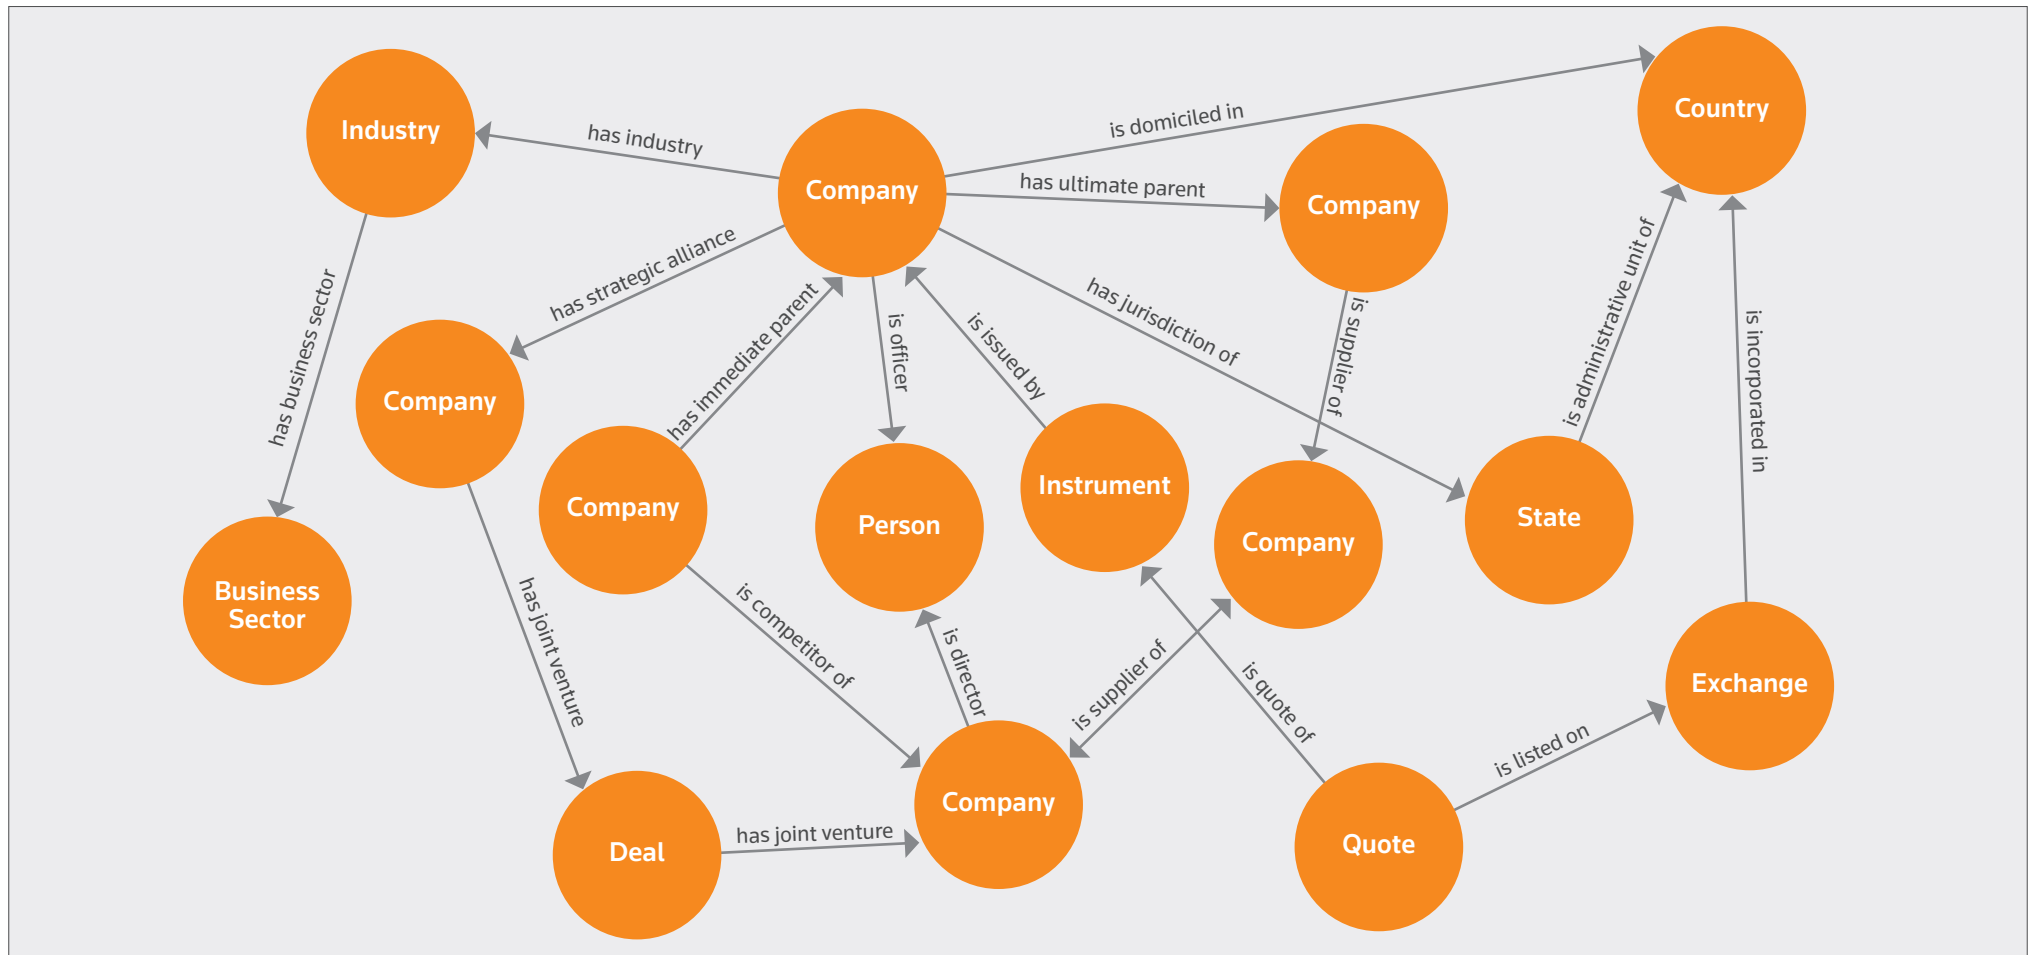 Industry
has industry
Company
is domiciled in
Country
has ultimate parent
Company
has strategic alliance
has business sector
has immediate parent
is officer
is issued by
has jurisdiction of
is supplier of
is administrative unit of
is incorporated in
Company
Company
Person
Instrument
Company
State
Business
Sector
has joint venture
is competitor of
is director
is supplier of
is quote of
Exchange
is listed on
Deal
has joint venture
Company
Quote